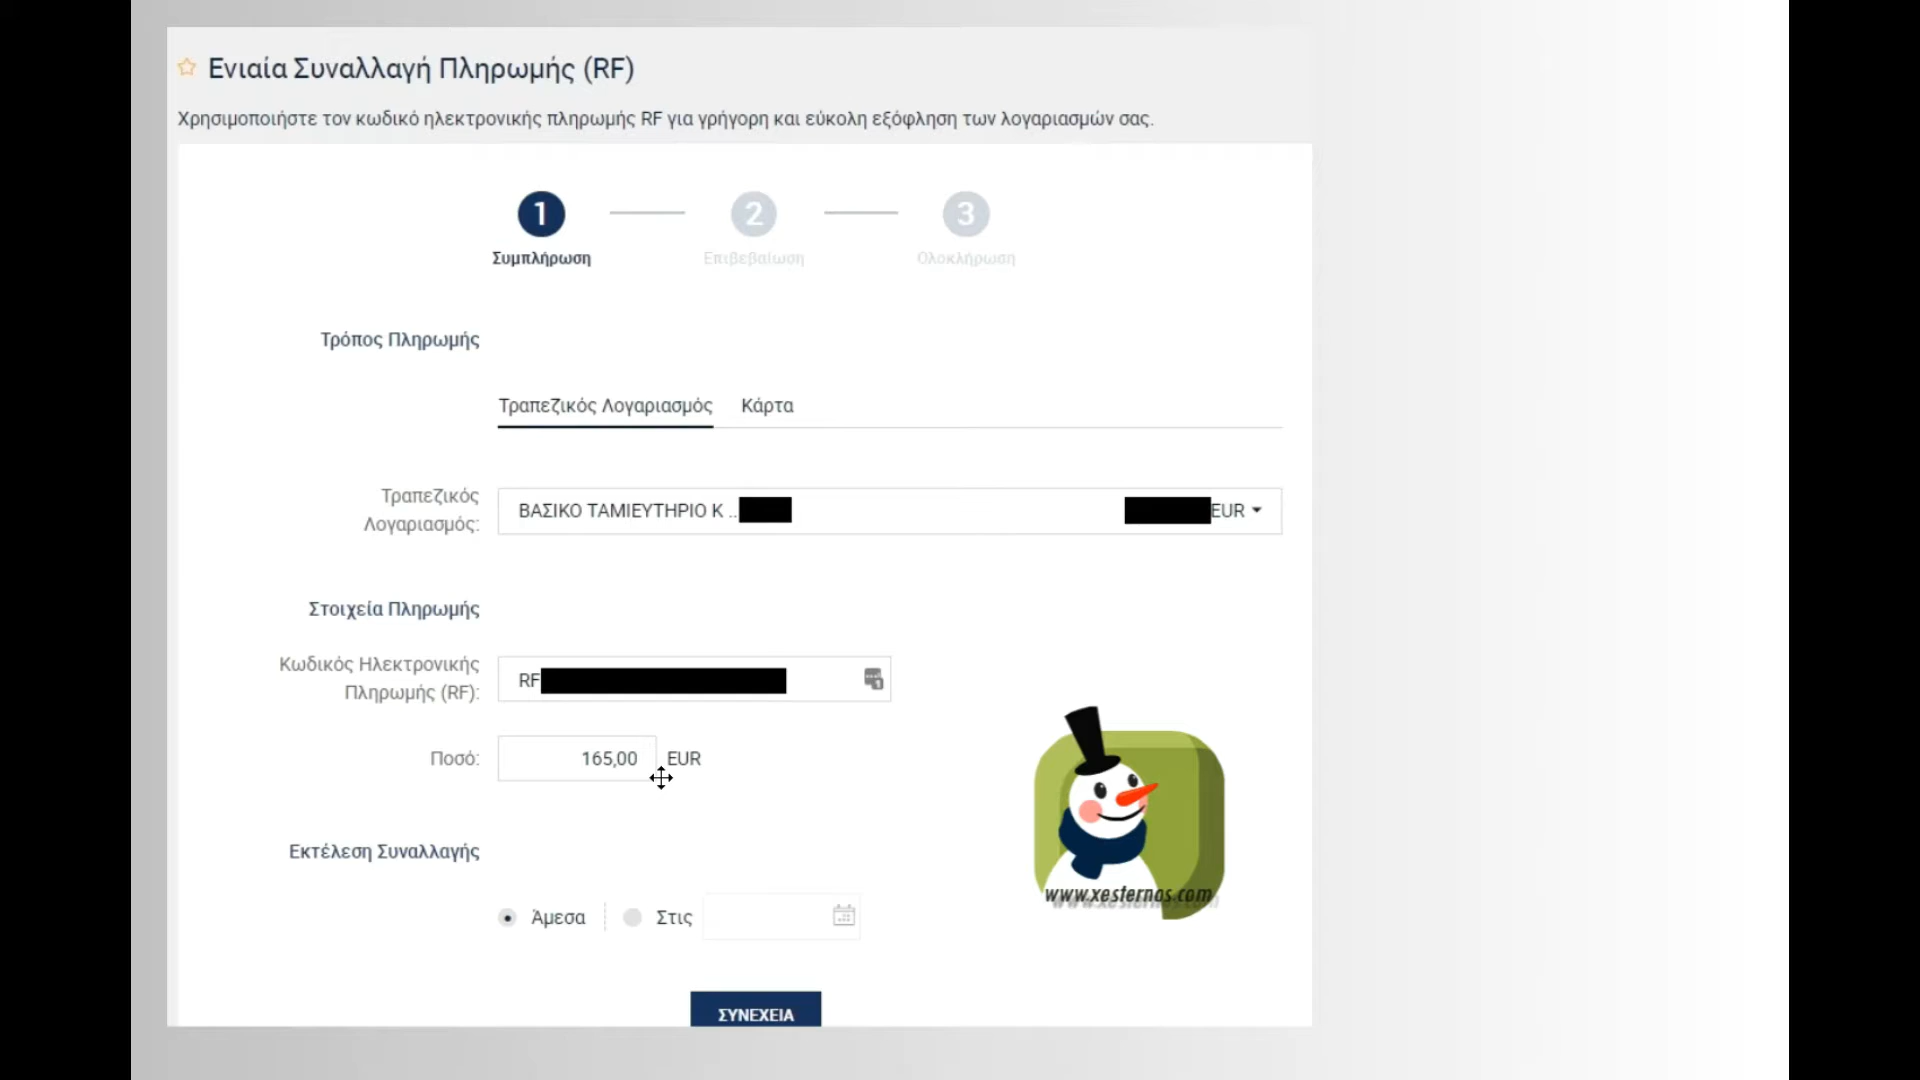 Ενιαία Συναλλαγή Πληρωμής (RF)
Χρησιμοποιήστε τον κωδικό ηλεκτρονικής πληρωμής RF για γρήγορη και εύκολη εξόφληση των λογαριασμών σας.
1 2 3
Συμπλήρωση Επιβεβαίωση Ολοκλήρωση
Τρόπος Πληρωμής
Τραπεζικός Λογαριασμός Κάρτα
Τραπεζικός
Λογαριασμός:
ΒΑΣΙΚΟ ΤΑΜΙΕΥΤΗΡΙΟ Κ .. EUR
Στοιχεία Πληρωμής
Κωδικός Ηλεκτρονικής
Πληρωμής (RF):
RF
Ποσό: 165,00 EUR
www.xesternas.com
Εκτέλεση Συναλλαγής
Άμεσα Στις
ΣΥΝΕΧΕΙΑ